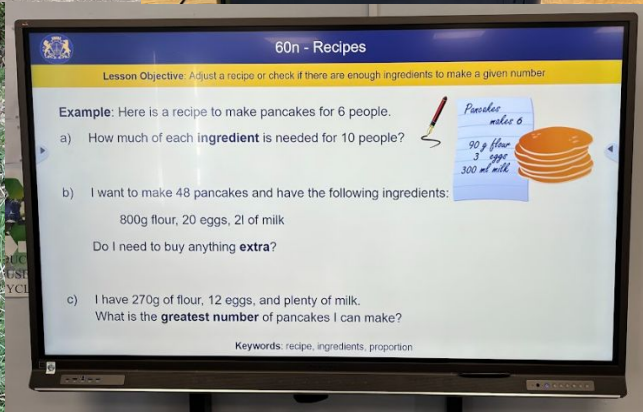 60n - Recipes
Lesson Objective: Adjust a recipe or check if there are enough ingredients to make a given number
Example: Here is a recipe to make pancakes for 6 people.
a) How much of each ingredient is needed for 10 people?
Pancakes
makes 6
90 g flour
3 eggs
300 ml milk
b) I want to make 48 pancakes and have the following ingredients:
800g flour, 20 eggs, 2l of milk
Do I need to buy anything extra?
c) I have 270g of flour, 12 eggs, and plenty of milk.
What is the greatest number of pancakes I can make?
Keywords: recipe, ingredients, proportion